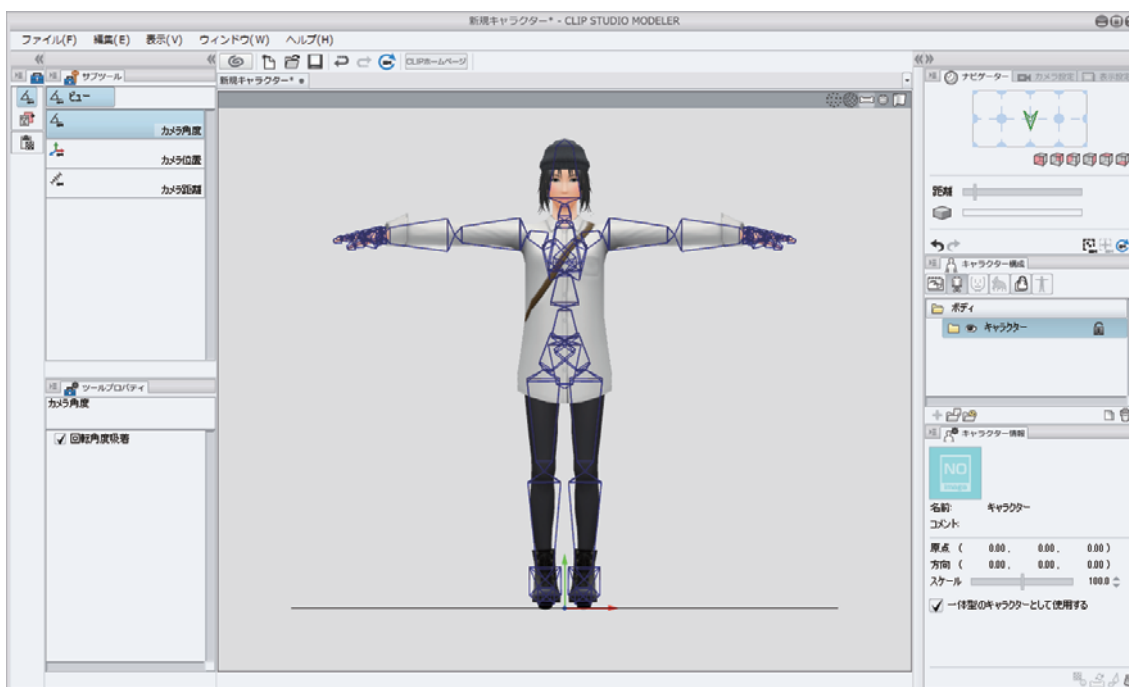 新規キャラクター* - CLIP STUDIO MODELER
ファイル(F) 編集(E) 表示(V) ウィンドウ(W) ヘルプ(H)
CLIPホームページ
サブツール
新規キャラクター*
ナビゲーター カメラ設定 表示設定
ビュー
カメラ角度
カメラ位置
カメラ距離
距離
キャラクター構成
ボディ
キャラクター
ツールプロパティ
カメラ角度
回転角度吸着
キャラクター情報
NO
名前: キャラクター
コメント:
原点 ( 0.00 , 0.00 , 0.00 )
方向 ( 0.00 , 0.00 , 0.00 )
スケール 100.0
一体型のキャラクターとして使用する